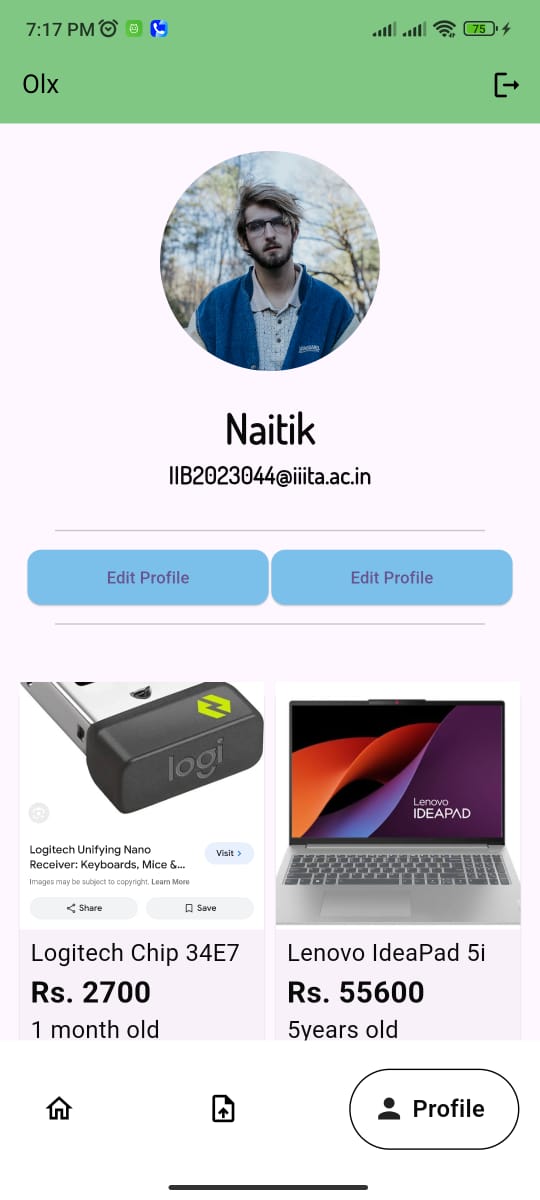 7:17 PM
75
Olx
Naitik
IIB2023044@iiita.ac.in
Edit Profile
Edit Profile
logi
Logitech Unifying Nano
Receiver: Keyboards, Mice &...
Visit >
Images may be subject to copyright. Learn More
Share
Save
Lenovo
IDEAPAD
Logitech Chip 34E7
Rs. 2700
1 month old
Lenovo IdeaPad 5i
Rs. 55600
5years old
Profile